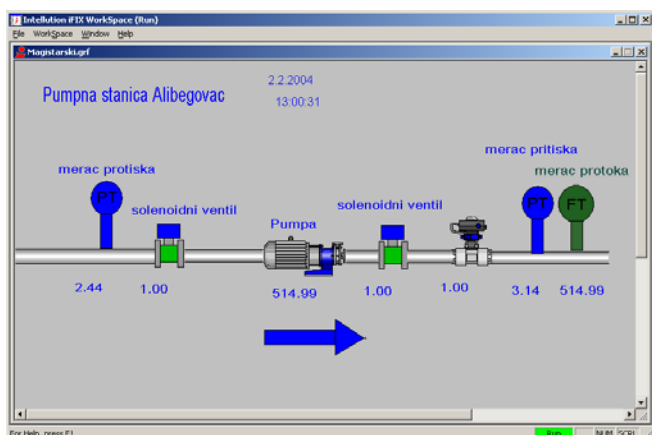 Intellution iFIX WorkSpace (Run)
File WorkSpace Window Help
Magistarski.grf
2.2.2004
Pumpna stanica Alibegovac
13:00:31
merac pritiska
merac protiska
merac protoka
PT
PT FT
solenoidni ventil
solenoidni ventil
Pumpa
2.44 1.00 514.99 1.00 1.00 3.14 514.99
For Help, press F1
Run NUM SCRL